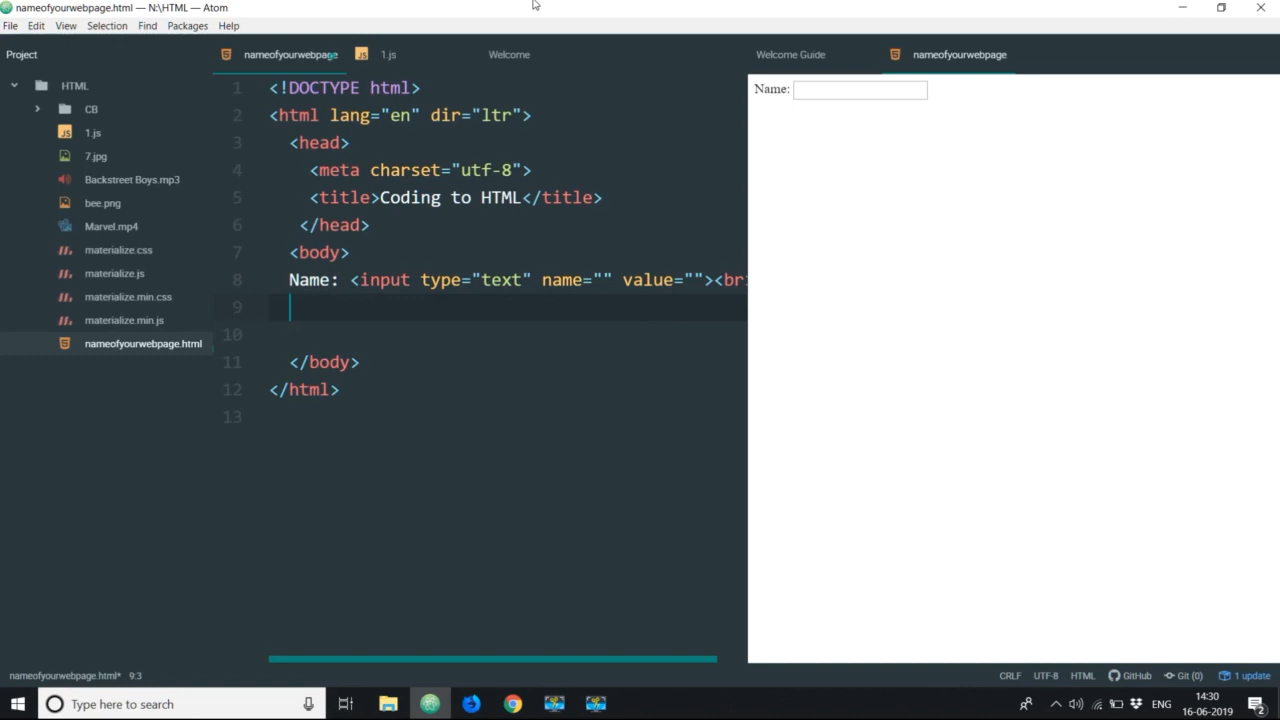 nameofyourwebpage.html — N:\HTML — Atom
File Edit View Selection Find Packages Help
Project
nameofyourwebpage 1.js Welcome Welcome Guide nameofyourwebpage
HTML
CB
1.js
7.jpg
Backstreet Boys.mp3
bee.png
Marvel.mp4
materialize.css
materialize.js
materialize.min.css
materialize.min.js
nameofyourwebpage.html
1 <!DOCTYPE html>
2 <html lang="en" dir="ltr">
3 <head>
4 <meta charset="utf-8">
5 <title>Coding to HTML</title>
6 </head>
7 <body>
8 Name: <input type="text" name="" value=""><br
9
10
11 </body>
12 </html>
13
Name:
nameofyourwebpage.html* 9:3 CRLF UTF-8 HTML GitHub Git (0) 1 update
Type here to search
ENG
14:30
16-06-2019
2